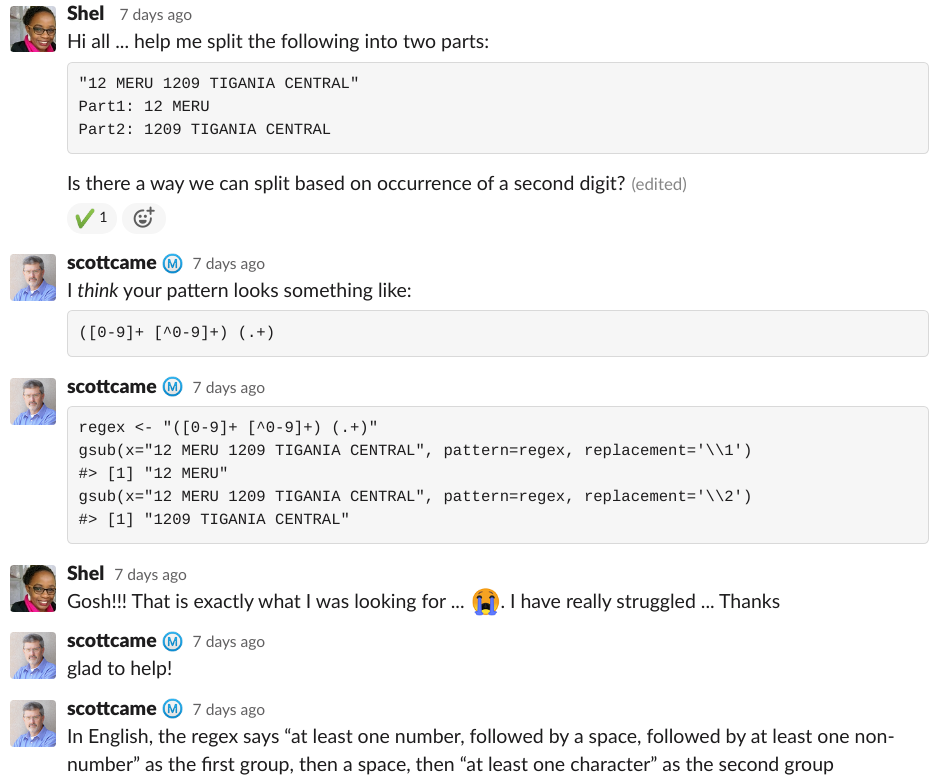 Shel 7 days ago
Hi all ... help me split the following into two parts:
"12 MERU 1209 TIGANIA CENTRAL"
Part1: 12 MERU
Part2: 1209 TIGANIA CENTRAL
Is there a way we can split based on occurrence of a second digit? (edited)
1
scottcame M 7 days ago
I think your pattern looks something like:
([0-9]+ [^0-9]+) (.+)
scottcame M 7 days ago
regex <- "([0-9]+ [^0-9]+) (.+)"
gsub(x="12 MERU 1209 TIGANIA CENTRAL", pattern=regex, replacement='\\1')
#> [1] "12 MERU"
gsub(x="12 MERU 1209 TIGANIA CENTRAL", pattern=regex, replacement='\\2')
#> [1] "1209 TIGANIA CENTRAL"
Shel 7 days ago
Gosh!!! That is exactly what I was looking for ... 😭. I have really struggled ... Thanks
scottcame M 7 days ago
glad to help!
scottcame M 7 days ago
In English, the regex says “at least one number, followed by a space, followed by at least one non-
number” as the first group, then a space, then “at least one character” as the second group